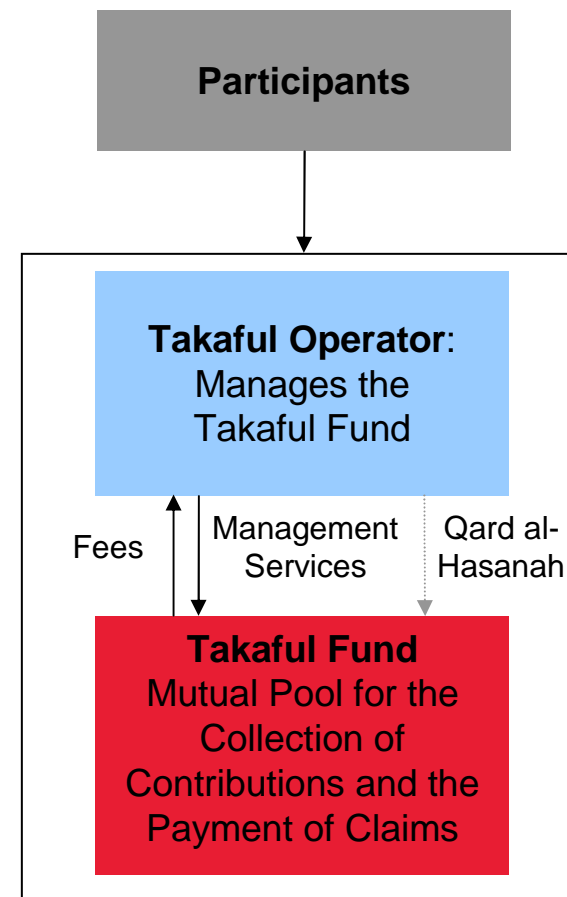 Participants
Takaful Operator:
Manages the
Takaful Fund
Fees
Management
Services
Qard al-
Hasanah
Takaful Fund
Mutual Pool for the
Collection of
Contributions and the
Payment of Claims